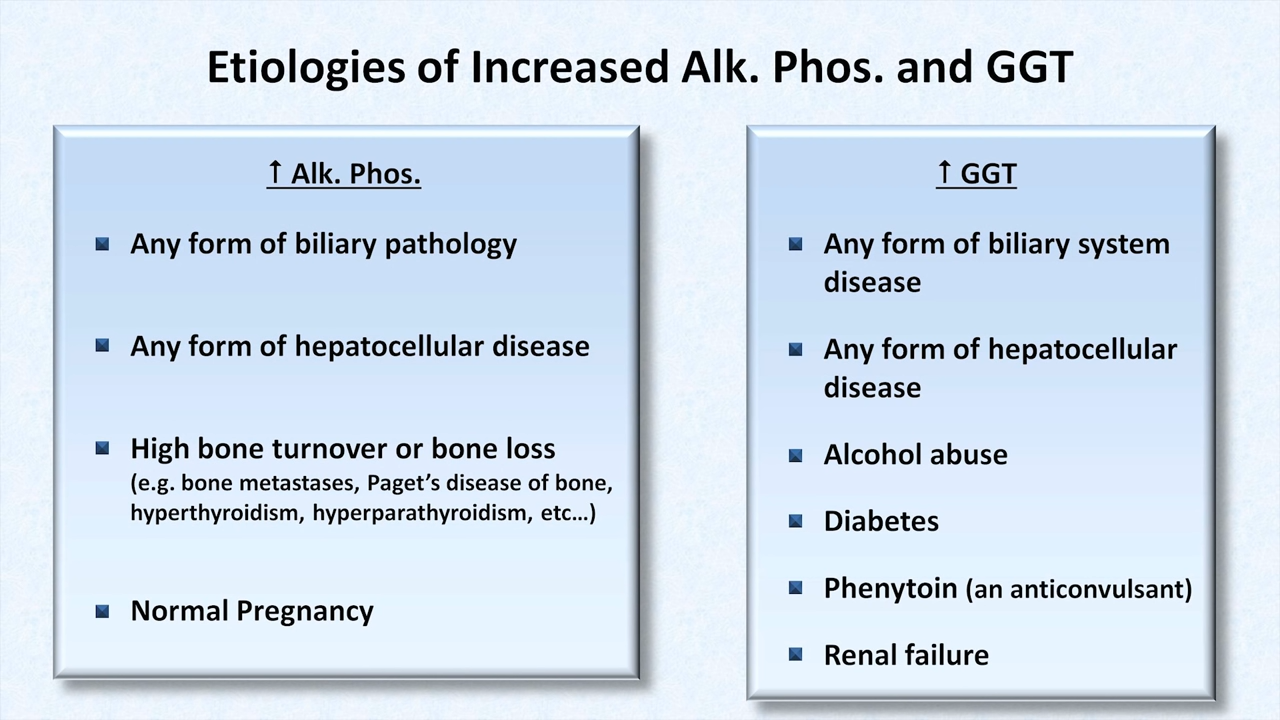 Etiologies of Increased Alk. Phos. and GGT
↑ Alk. Phos.
Any form of biliary pathology
Any form of hepatocellular disease
High bone turnover or bone loss
(e.g. bone metastases, Paget’s disease of bone,
hyperthyroidism, hyperparathyroidism, etc…)
Normal Pregnancy
↑ GGT
Any form of biliary system
disease
Any form of hepatocellular
disease
Alcohol abuse
Diabetes
Phenytoin (an anticonvulsant)
Renal failure